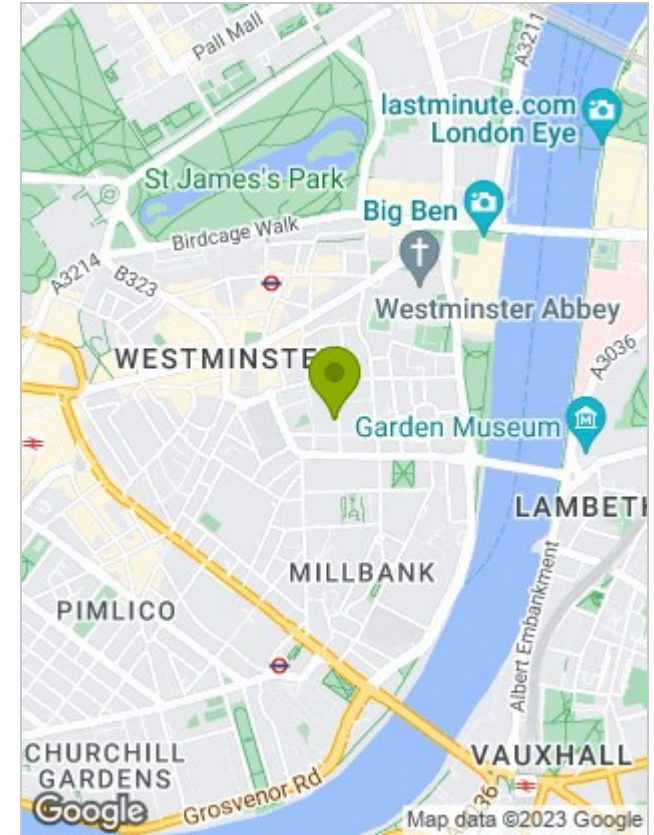 Pall Mall
A3211
lastminute.com
London Eye
St James's Park
Big Ben
Birdcage Walk
A3214
B323
Westminster Abbey
WESTMINSTE
A3036
Garden Museum
LAMBETH
MILLBANK
PIMLICO
Albert Embankment
CHURCHILL
GARDENS
VAUXHALL
Grosvenor Rd
3036
Google
Map data ©2023 Google